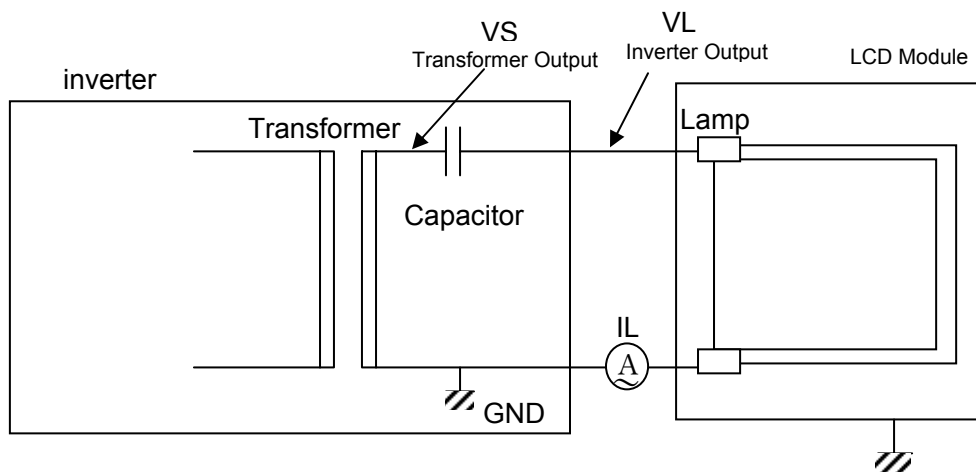 VS
Transformer Output
VL
Inverter Output
LCD Module
inverter
Transformer
Lamp
Capacitor
IL
A
GND